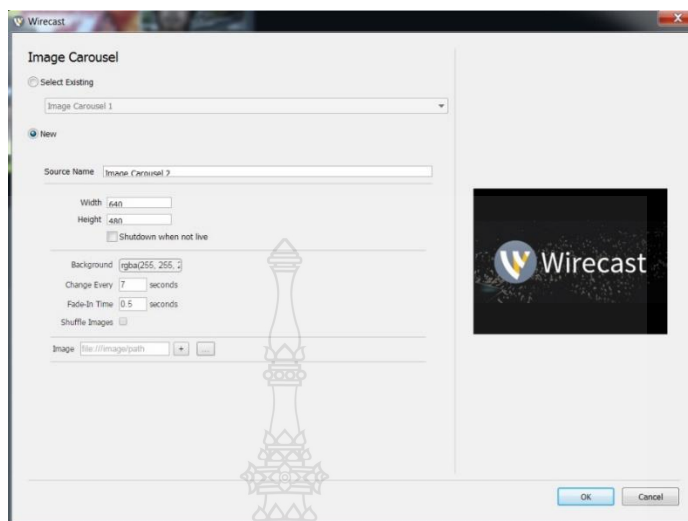 Wirecast
Image Carousel
Select Existing
Image Carousel 1
New
Source Name Image Carousel 2
Width 640
Height 480
Shutdown when not live
Background rgba(255, 255, 2
Change Every 7 seconds
Fade-In Time 0.5 seconds
Shuffle Images
Image file:///image/path + ...
Wirecast
OK Cancel